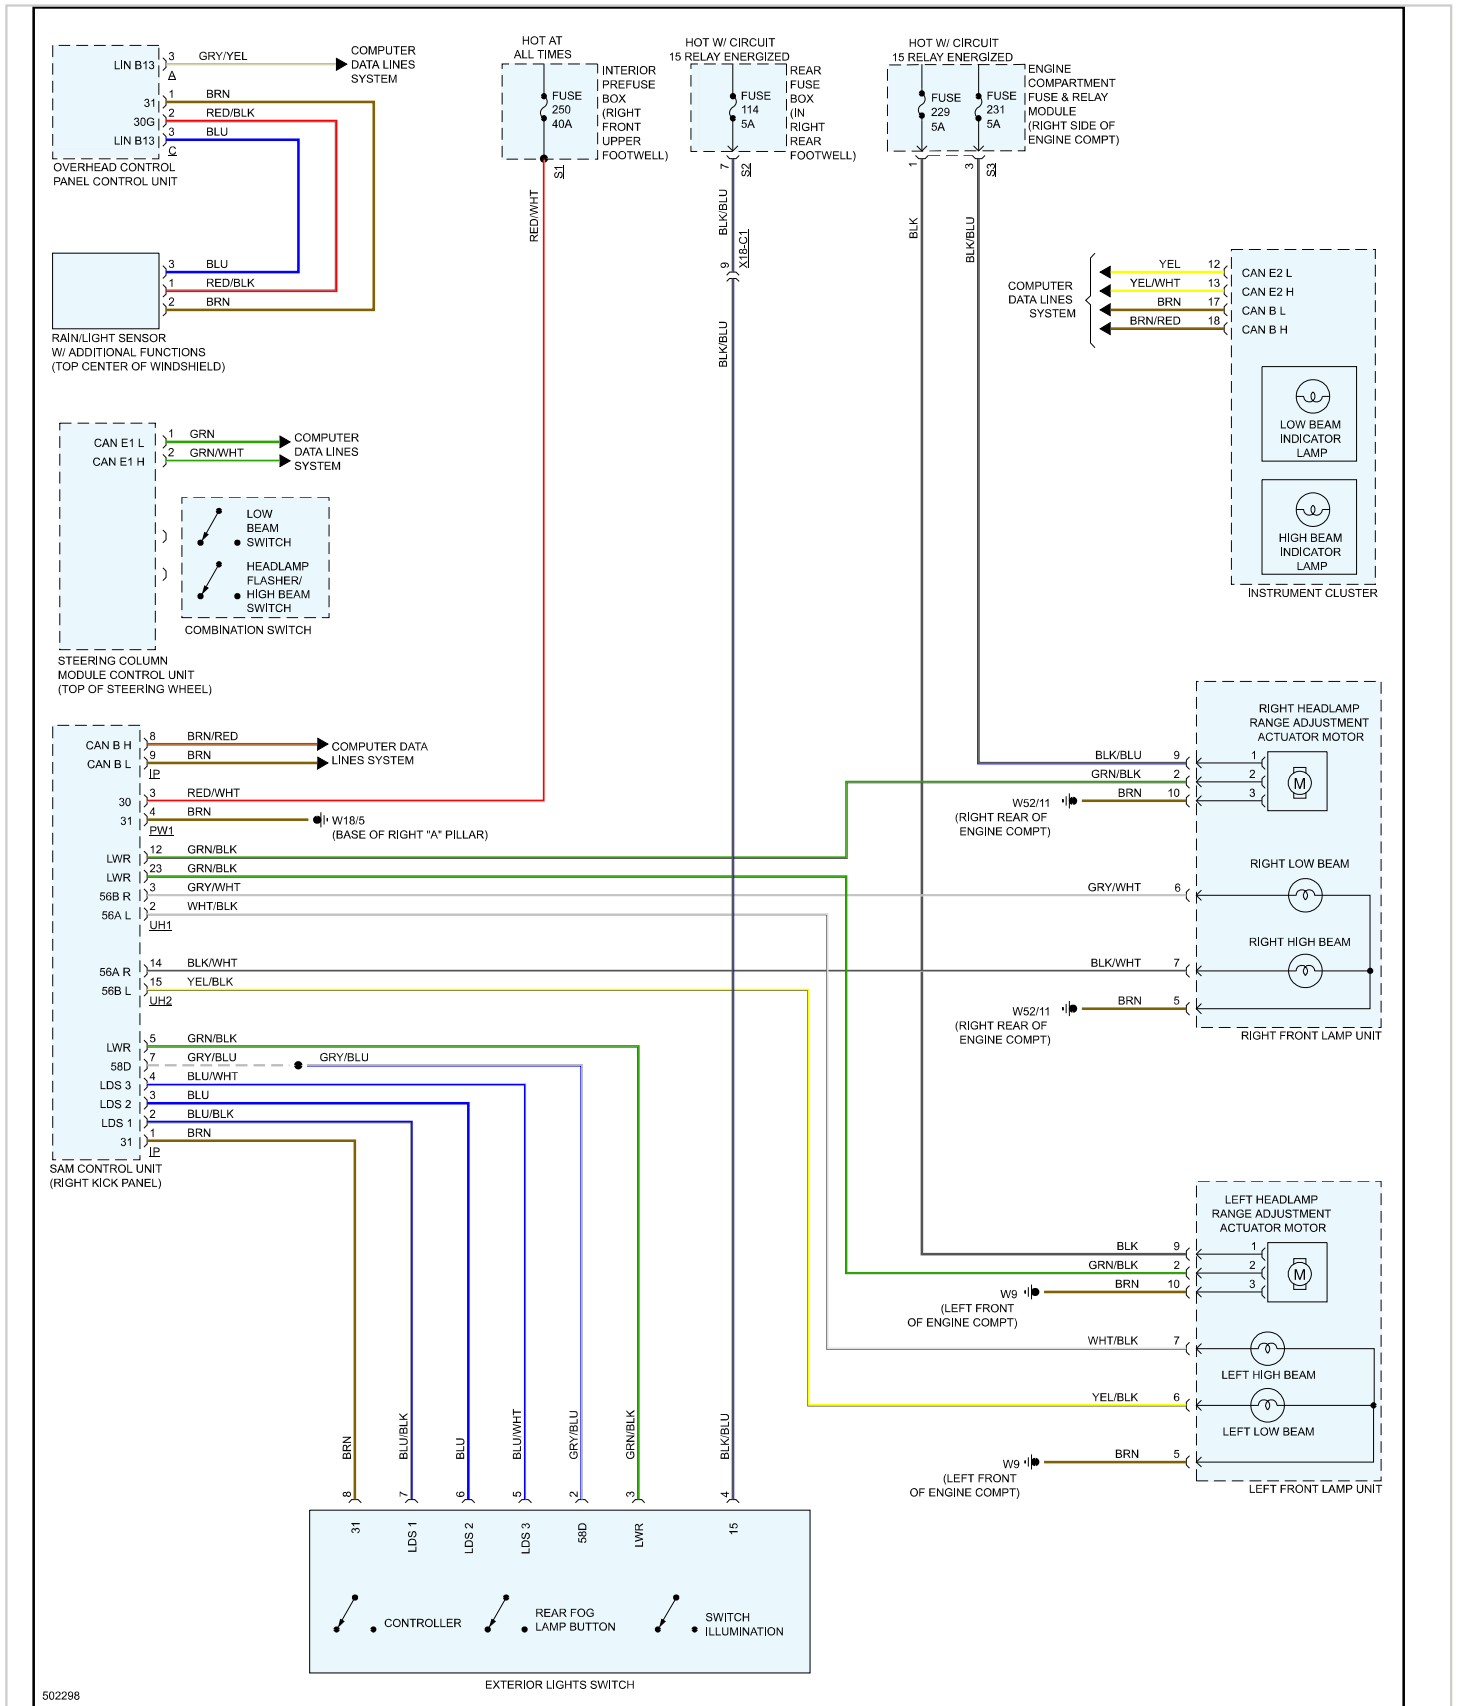 LIN B13
3
GRY/YEL
A
COMPUTER
DATA LINES
SYSTEM
31
1
BRN
30G
2
RED/BLK
LIN B13
3
BLU
C
OVERHEAD CONTROL
PANEL CONTROL UNIT
3
BLU
1
RED/BLK
2
BRN
RAIN/LIGHT SENSOR
W/ ADDITIONAL FUNCTIONS
(TOP CENTER OF WINDSHIELD)
HOT AT
ALL TIMES
FUSE
250
40A
INTERIOR
PREFUSE
BOX
(RIGHT
FRONT
UPPER
FOOTWELL)
S1
RED/WHT
HOT W/ CIRCUIT
15 RELAY ENERGIZED
FUSE
114
5A
REAR
FUSE
BOX
(IN
RIGHT
REAR
FOOTWELL)
7
S2
BLK/BLU
9
X18-C1
BLK/BLU
HOT W/ CIRCUIT
15 RELAY ENERGIZED
FUSE
229
5A
FUSE
231
5A
ENGINE
COMPARTMENT
FUSE & RELAY
MODULE
(RIGHT SIDE OF
ENGINE COMPT)
1
3
S3
BLK
BLK/BLU
COMPUTER
DATA LINES
SYSTEM
YEL
12
CAN E2 L
YEL/WHT
13
CAN E2 H
BRN
17
CAN B L
BRN/RED
18
CAN B H
LOW BEAM
INDICATOR
LAMP
HIGH BEAM
INDICATOR
LAMP
INSTRUMENT CLUSTER
CAN E1 L
1
GRN
CAN E1 H
2
GRN/WHT
COMPUTER
DATA LINES
SYSTEM
LOW
BEAM
SWITCH
HEADLAMP
FLASHER/
HIGH BEAM
SWITCH
COMBINATION SWITCH
STEERING COLUMN
MODULE CONTROL UNIT
(TOP OF STEERING WHEEL)
CAN B H
8
BRN/RED
CAN B L
9
BRN
IP
COMPUTER DATA
LINES SYSTEM
30
3
RED/WHT
31
4
BRN
PW1
W18/5
(BASE OF RIGHT "A" PILLAR)
LWR
12
GRN/BLK
LWR
23
GRN/BLK
56B R
3
GRY/WHT
56A L
2
WHT/BLK
UH1
56A R
14
BLK/WHT
56B L
15
YEL/BLK
UH2
LWR
5
GRN/BLK
58D
7
GRY/BLU
GRY/BLU
LDS 3
4
BLU/WHT
LDS 2
3
BLU
LDS 1
2
BLU/BLK
31
1
BRN
IP
SAM CONTROL UNIT
(RIGHT KICK PANEL)
RIGHT HEADLAMP
RANGE ADJUSTMENT
ACTUATOR MOTOR
BLK/BLU
9
1
GRN/BLK
2
2
BRN
10
3
M
W52/11
(RIGHT REAR OF
ENGINE COMPT)
RIGHT LOW BEAM
GRY/WHT
6
RIGHT HIGH BEAM
BLK/WHT
7
BRN
5
W52/11
(RIGHT REAR OF
ENGINE COMPT)
RIGHT FRONT LAMP UNIT
LEFT HEADLAMP
RANGE ADJUSTMENT
ACTUATOR MOTOR
BLK
9
1
GRN/BLK
2
2
BRN
10
3
M
W9
(LEFT FRONT
OF ENGINE COMPT)
WHT/BLK
7
LEFT HIGH BEAM
YEL/BLK
6
LEFT LOW BEAM
BRN
5
W9
(LEFT FRONT
OF ENGINE COMPT)
LEFT FRONT LAMP UNIT
BRN
BLU/BLK
BLU
BLU/WHT
GRY/BLU
GRN/BLK
BLK/BLU
8
7
6
5
2
3
4
31
LDS 1
LDS 2
LDS 3
58D
LWR
15
CONTROLLER
REAR FOG
LAMP BUTTON
SWITCH
ILLUMINATION
EXTERIOR LIGHTS SWITCH
502298